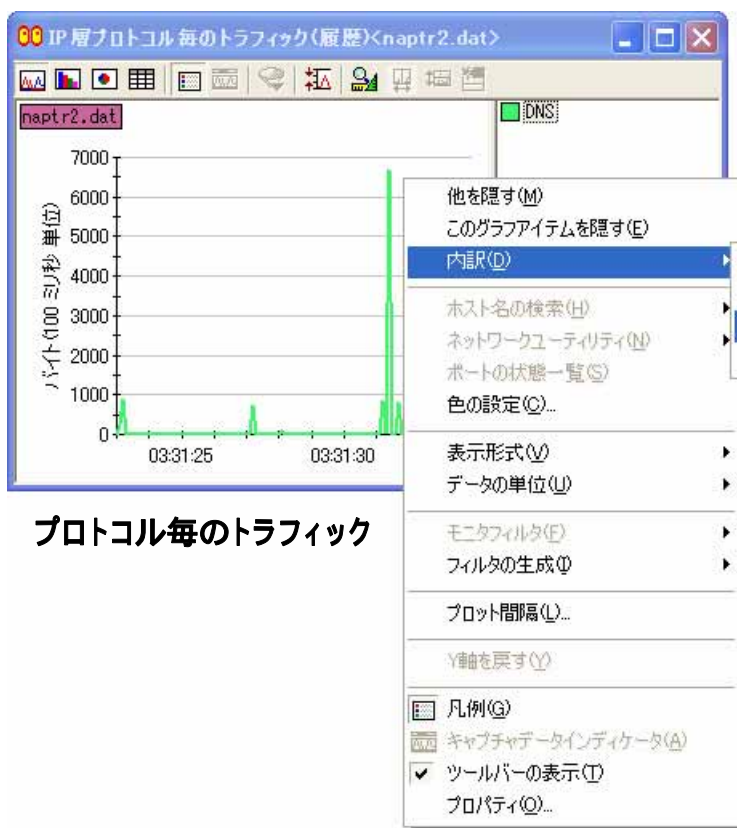 IP層プロトコル毎のトラフィック(履歴)<naptr2.dat>
naptr2.dat
DNS
バイト(100 ミリ秒 単位)
7000
6000
5000
4000
3000
2000
1000
0
03:31:25 03:31:30
プロトコル毎のトラフィック
他を隠す(M)
このグラフアイテムを隠す(E)
内訳(D)
ホスト名の検索(H)
ネットワークユーティリティ(N)
ポートの状態一覧(S)
色の設定(C)...
表示形式(V)
データの単位(U)
モニタフィルタ(F)
フィルタの生成(I)
プロット間隔(L)...
Y軸を戻す(Y)
凡例(G)
キャプチャデータインディケータ(A)
ツールバーの表示(T)
プロパティ(O)...